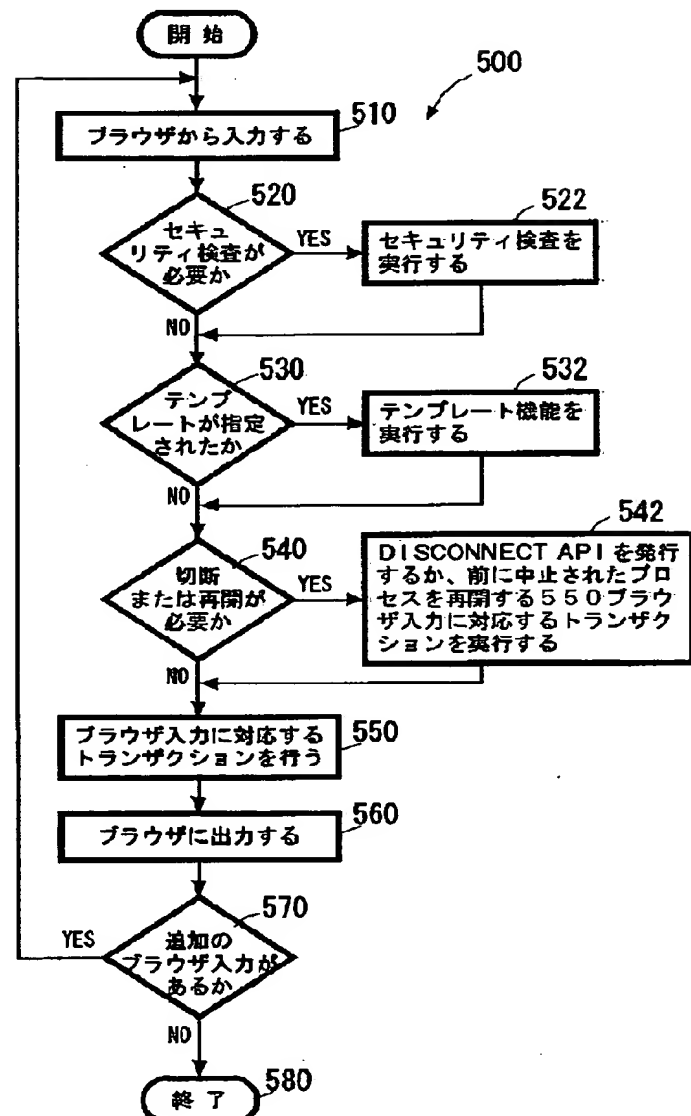 開始
500
510
ブラウザから入力する
520
セキュ
リティ検査が
必要か
YES
522
セキュリティ検査を
実行する
NO
530
テンプ
レートが指定
されたか
YES
532
テンプレート機能を
実行する
NO
540
切断
または再開が
必要か
YES
542
DISCONNECT APIを発行
するか、前に中止されたプロ
セスを再開する550ブラウ
ザ入力に対応するトランザク
ションを実行する
NO
550
ブラウザ入力に対応する
トランザクションを行う
560
ブラウザに出力する
570
追加の
ブラウザ入力が
あるか
YES
NO
終了
580